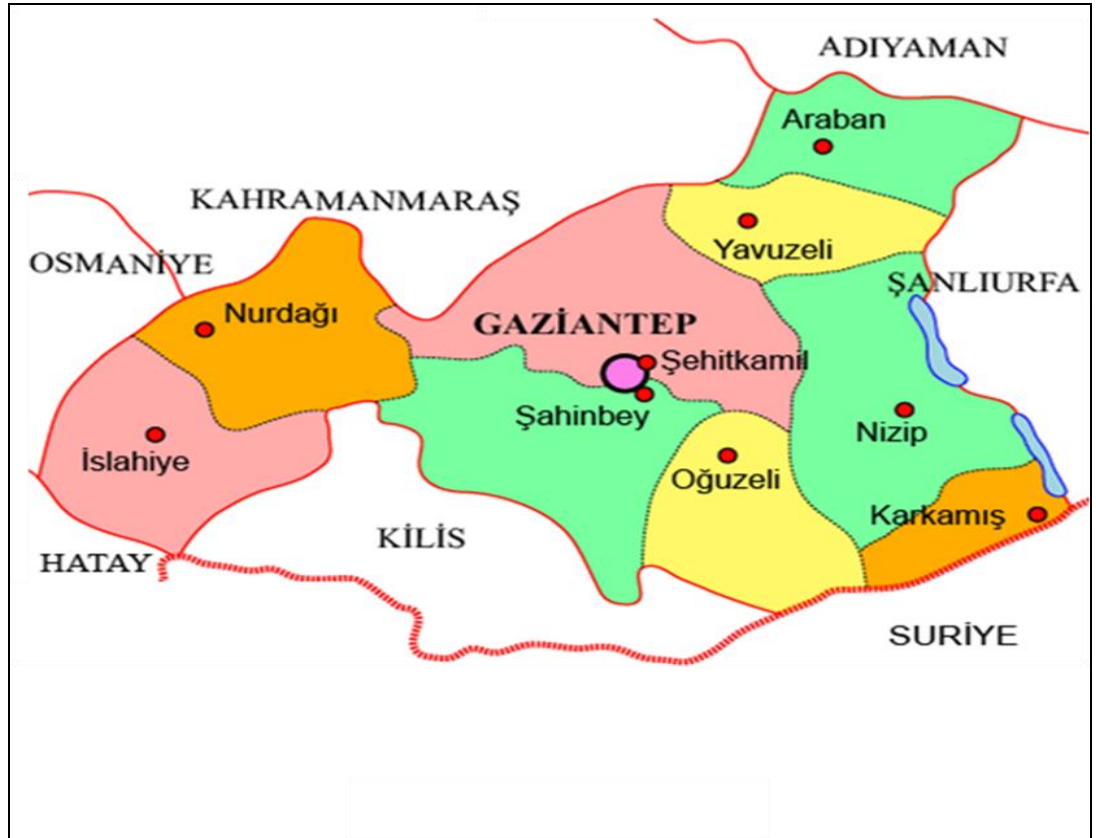 ADIYAMAN
Araban
KAHRAMANMARAŞ
Yavuzeli
OSMANİYE
ŞANLIURFA
Nurdağı
GAZİANTEP
Şehitkamil
Şahinbey
Nizip
İslahiye
Oğuzeli
Karkamış
KİLİS
HATAY
SURİYE